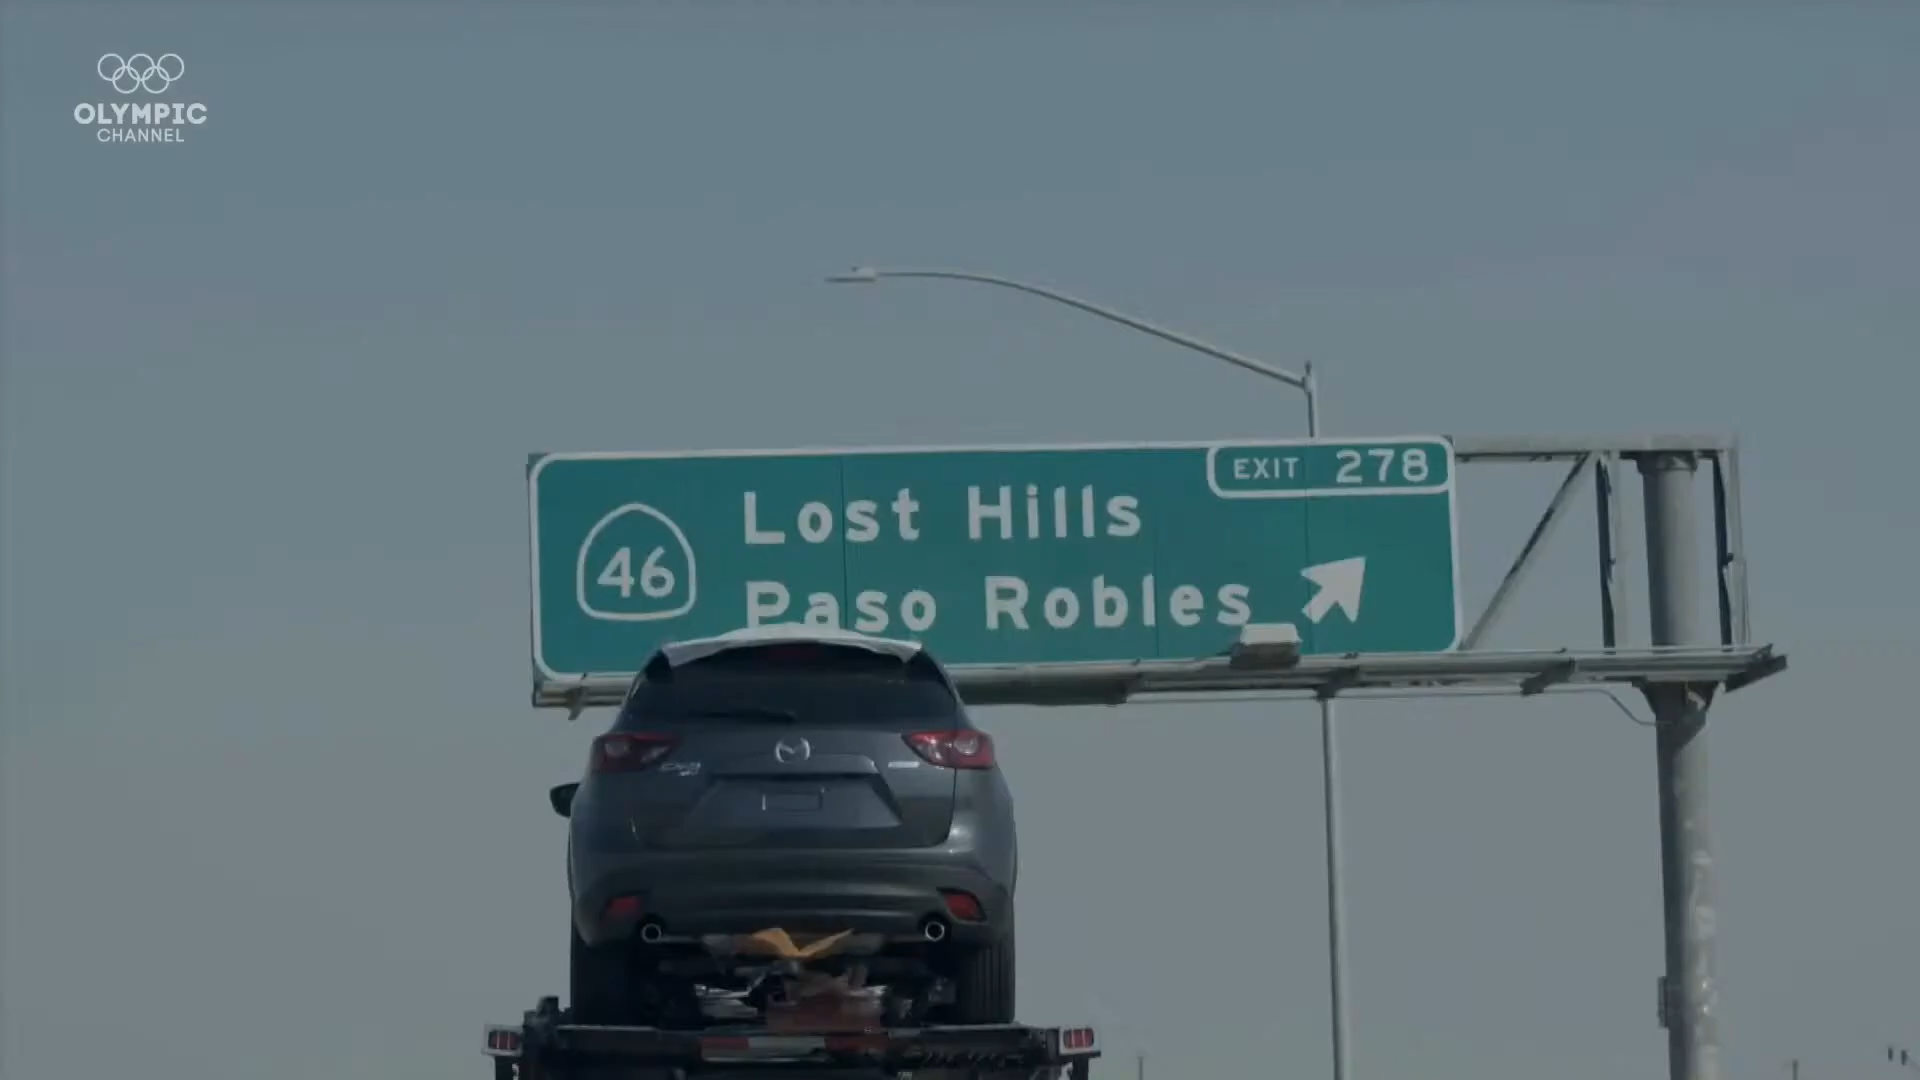 OLYMPIC
CHANNEL
EXIT 278
46
Lost Hills
Paso Robles